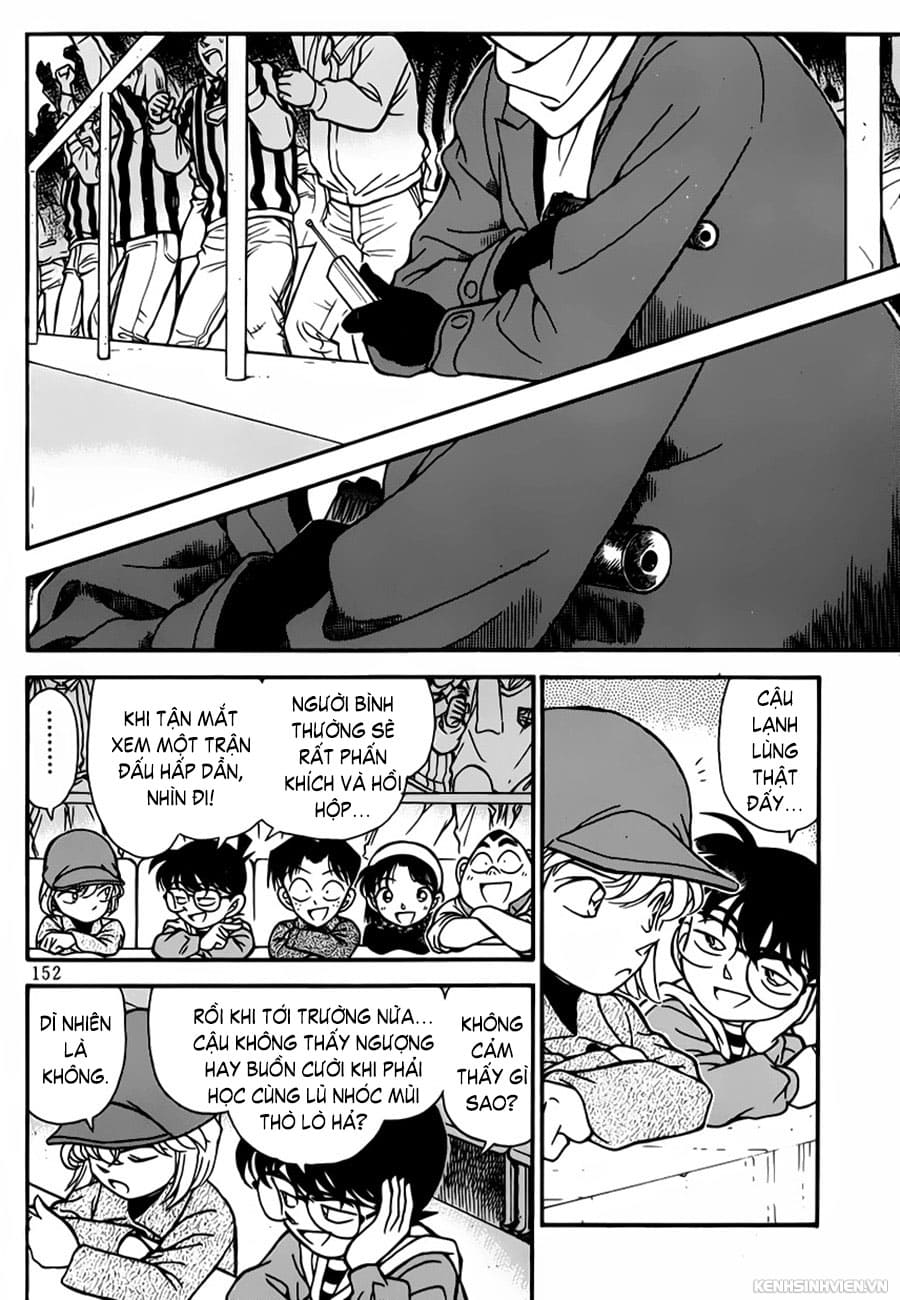 CẬU
LẠNH
LÙNG
THẬT
ĐẤY...
NGƯỜI BÌNH
THƯỜNG SẼ
RẤT PHẤN
KHÍCH VÀ HỒI
HỘP...
KHI TẬN MẮT
XEM MỘT TRẬN
ĐẤU HẤP DẪN,
NHÌN ĐI!
.........
152
KHÔNG
CẢM
THẤY GÌ
SAO?
RỒI KHI TỚI TRƯỜNG NỮA...
CẬU KHÔNG THẤY NGƯỢNG
HAY BUỒN CƯỜI KHI PHẢI
HỌC CÙNG LŨ NHÓC MŨI
THÒ LÒ HẢ?
DĨ NHIÊN
LÀ
KHÔNG.
KENHSINHVIEN.VN